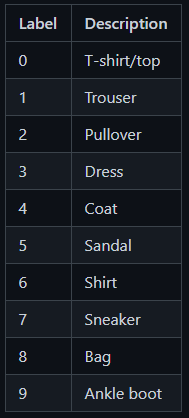 Label Description
0 T-shirt/top
1 Trouser
2 Pullover
3 Dress
4 Coat
5 Sandal
6 Shirt
7 Sneaker
8 Bag
9 Ankle boot